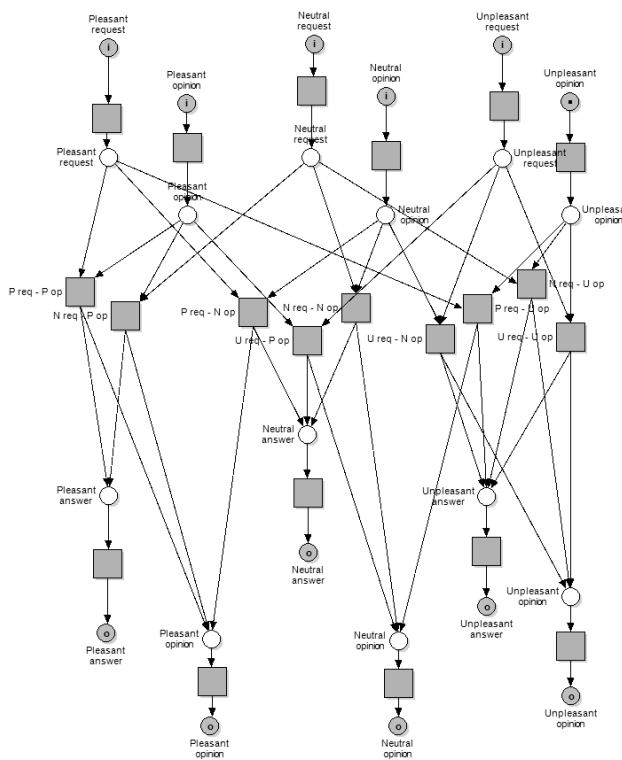 Pleasant
request
Neutral
request
Unpleasant
request
Pleasant
opinion
Neutral
opinion
Unpleasant
opinion
i
i
i
i
i
Pleasant
request
Neutral
request
Unpleasant
request
Pleasant
opinion
Neutral
opinion
Unpleasant
opinion
P req - P op
N req - P op
P req - N op
N req - N op
U req - P op
U req - N op
P req - U op
N req - U op
U req - U op
Neutral
answer
Pleasant
answer
Unpleasant
answer
o
Neutral
answer
Unpleasant
opinion
o
Unpleasant
answer
o
Pleasant
answer
Pleasant
opinion
Neutral
opinion
o
Unpleasant
opinion
o
Pleasant
opinion
o
Neutral
opinion